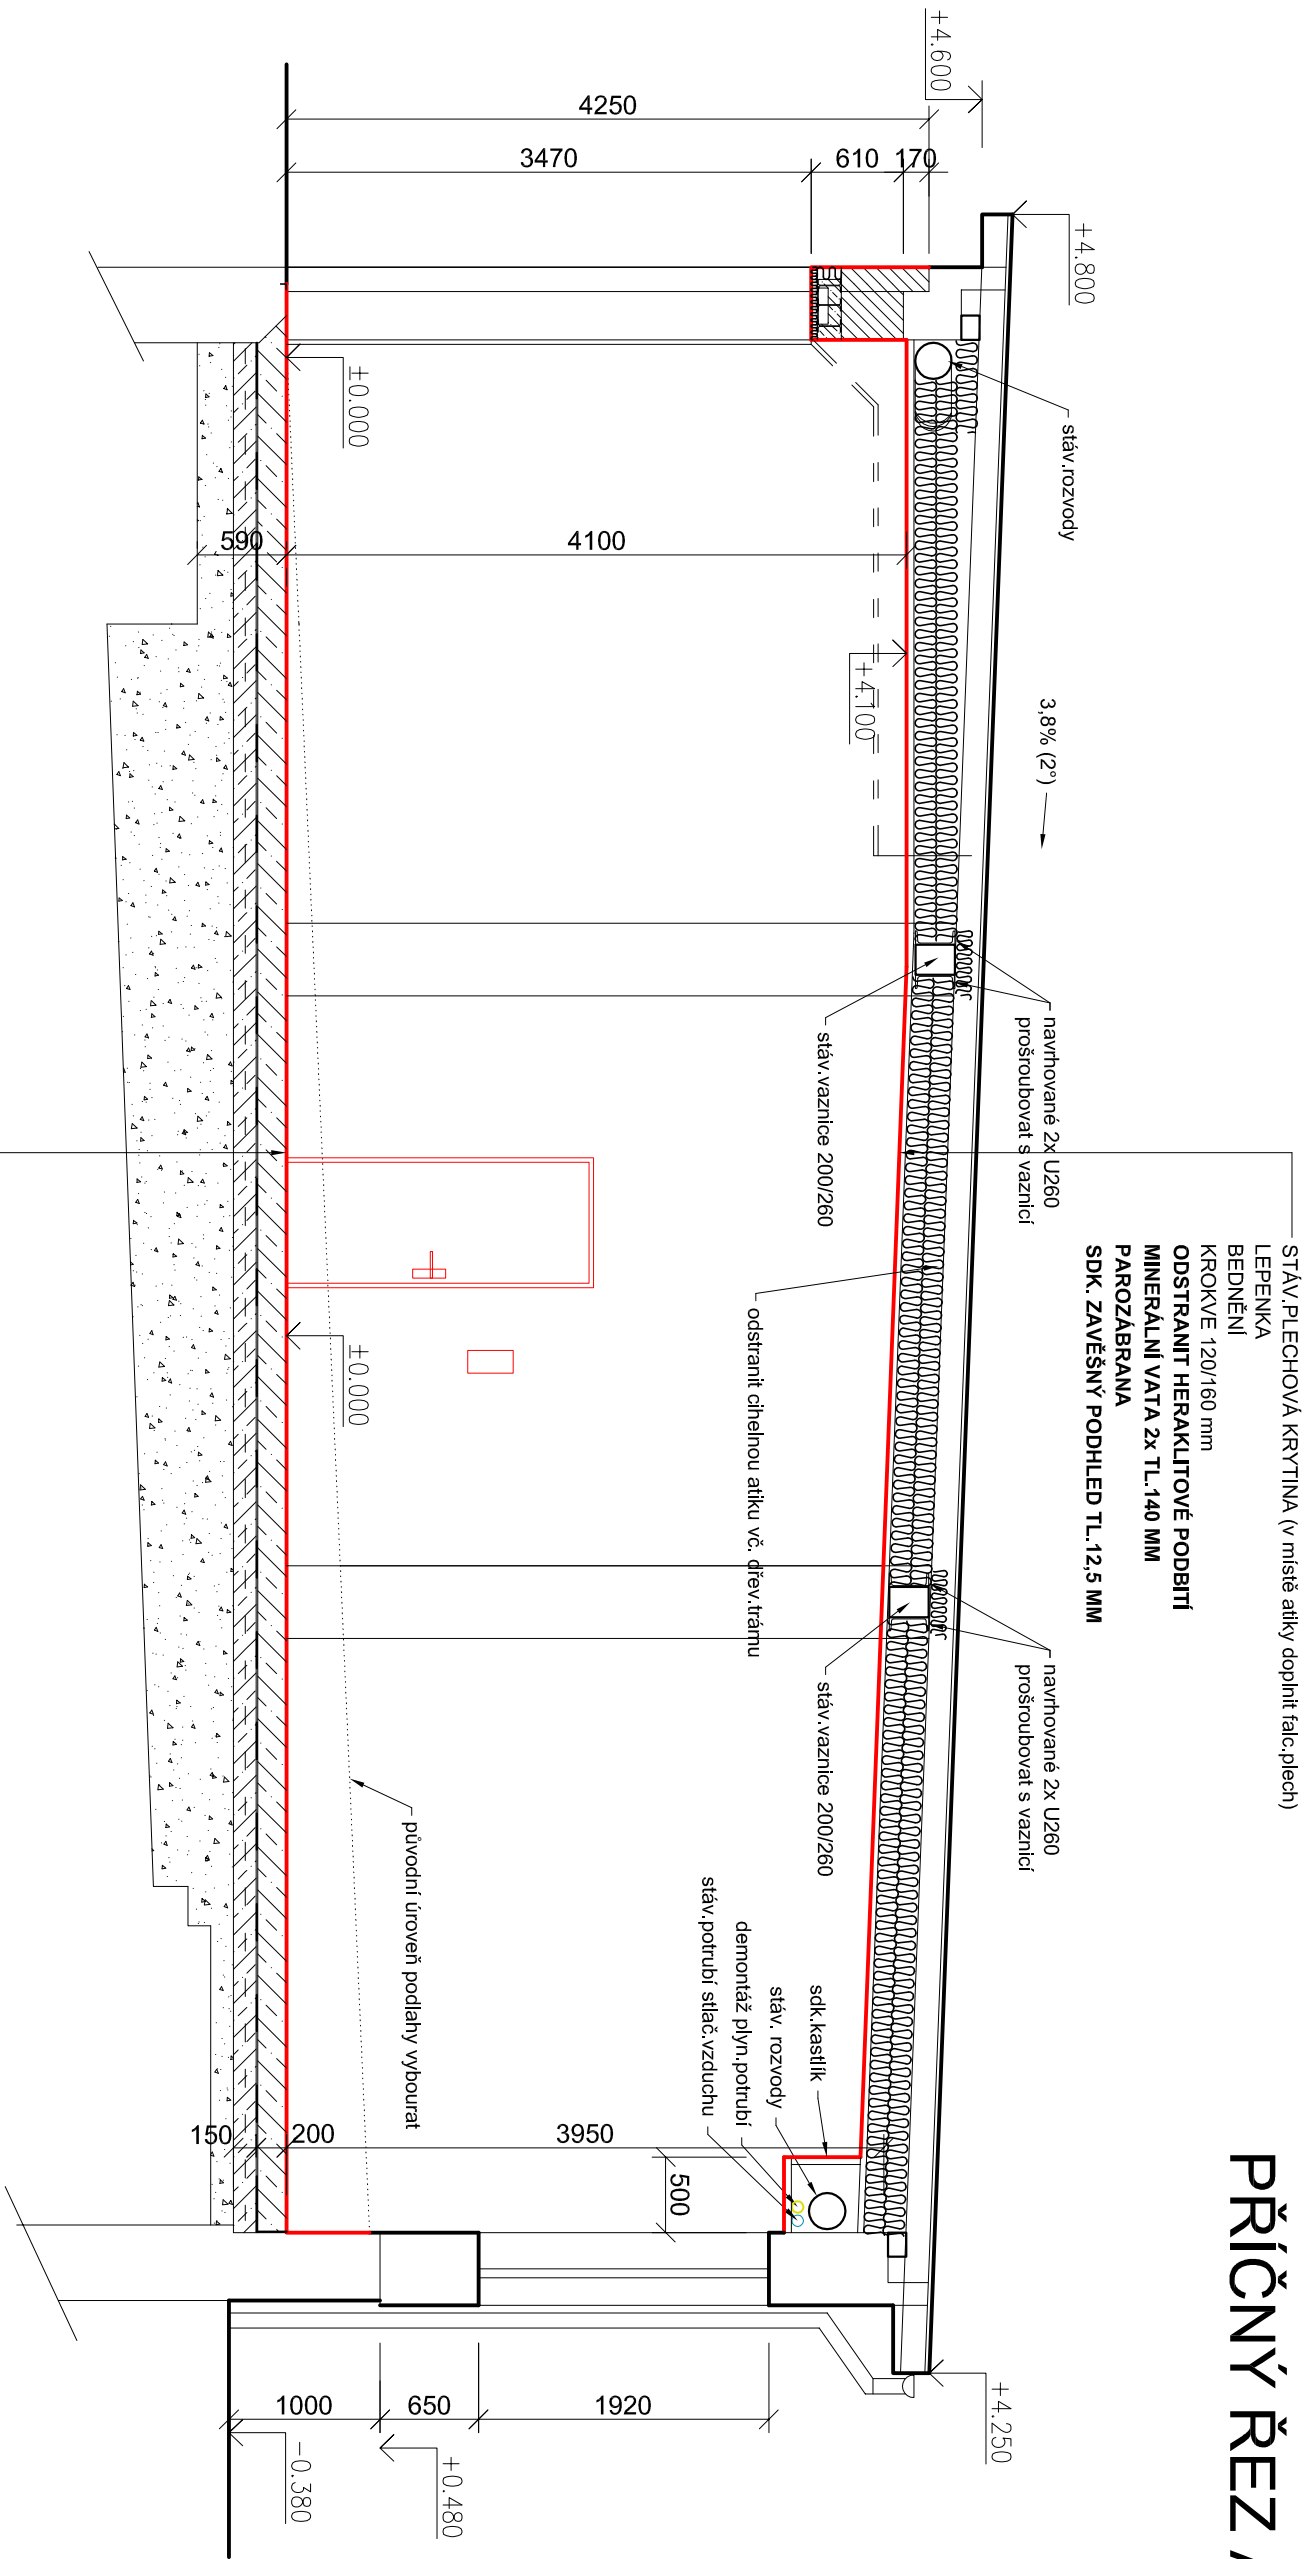 PŘÍČNÝ ŘEZ
STÁV.PLECHOVÁ KRYTINA (v místě atiky doplnit falc.plech)
LEPENKA
BEDNĚNÍ
KROKVE 120/160 mm
ODSTRANIT HERAKLITOVÉ PODBITÍ
MINERÁLNÍ VATA 2x TL.140 MM
PAROZÁBRANA
SDK. ZAVĚŠNÝ PODHLED TL.12,5 MM
+4.600
+4.800
4250
3470
610
170
stáv.rozvody
3,8% (2°)
navrhované 2x U260
prošroubovat s vaznicí
navrhované 2x U260
prošroubovat s vaznicí
+4.250
±0.000
590
4100
+4.100
stáv.vaznice 200/260
odstranit cihelnou atiku vč. dřev.trámu
±0.000
stáv.vaznice 200/260
sdk.kastlík
stáv. rozvody
demontáž plyn.potrubí
stáv.potrubí stlač.vzduchu
původní úroveň podlahy vybourat
150
200
3950
500
1000
650
1920
-0.380
+0.480